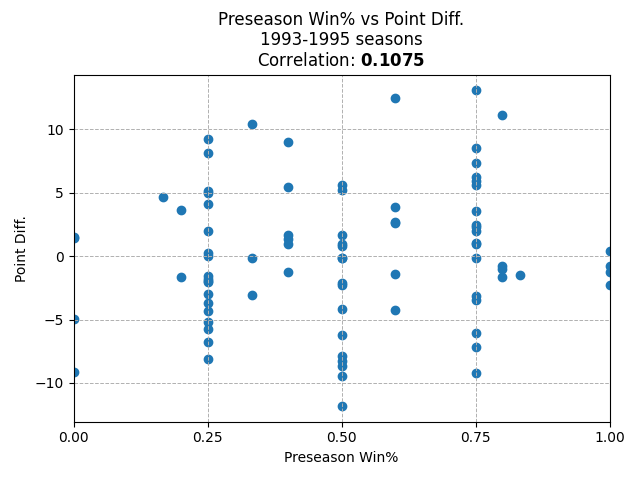 Preseason Win% vs Point Diff.
1993-1995 seasons
Correlation: 0.1075
Point Diff.
10
5
0
−5
−10
0.00 0.25 0.50 0.75 1.00
Preseason Win%